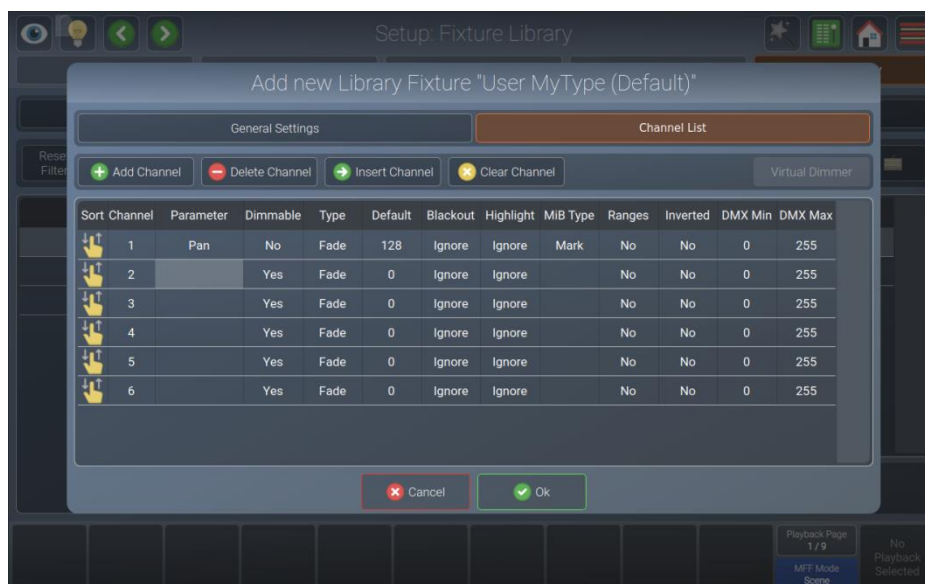 Setup: Fixture Library
Add new Library Fixture "User MyType (Default)"
General Settings Channel List
Reset
Filter
Add Channel Delete Channel Insert Channel Clear Channel Virtual Dimmer
Sort Channel Parameter Dimmable Type Default Blackout Highlight MiB Type Ranges Inverted DMX Min DMX Max
1 Pan No Fade 128 Ignore Ignore Mark No No 0 255
2 Yes Fade 0 Ignore Ignore No No 0 255
3 Yes Fade 0 Ignore Ignore No No 0 255
4 Yes Fade 0 Ignore Ignore No No 0 255
5 Yes Fade 0 Ignore Ignore No No 0 255
6 Yes Fade 0 Ignore Ignore No No 0 255
Cancel Ok
Playback Page
1 / 9
MFF Mode
Scene
No
Playback
Selected